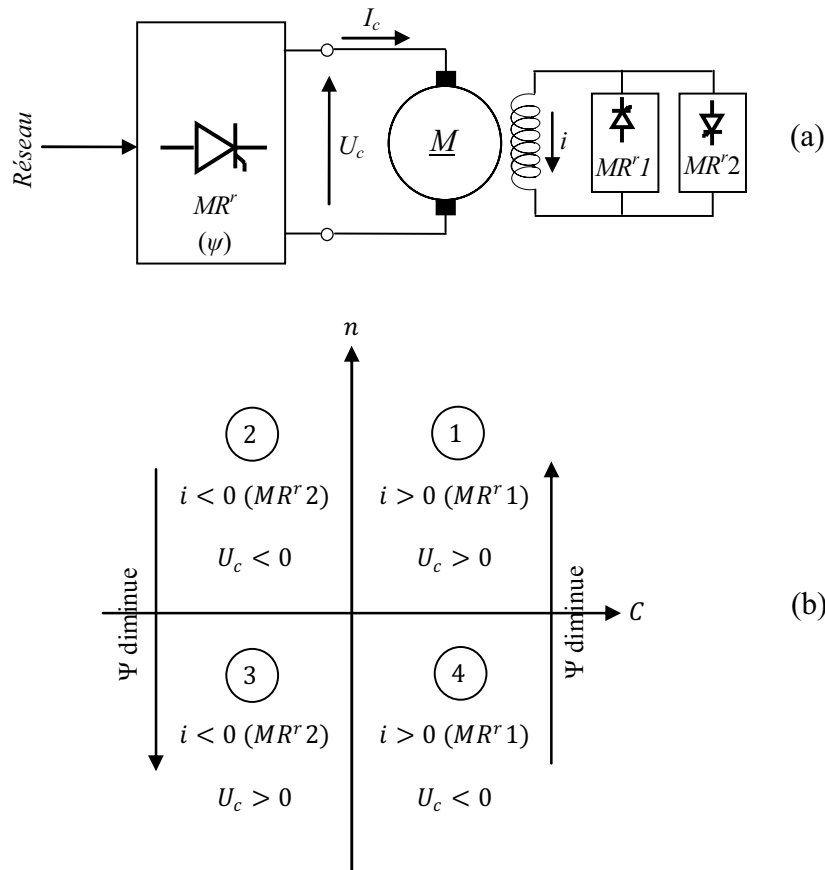 I_c
Réseau
MR^r
(ψ)
U_c
M
i
MR^r1
MR^r2
(a)
n
2
1
i < 0 (MR^r2)
i > 0 (MR^r1)
U_c < 0
U_c > 0
Ψ diminue
Ψ diminue
C
(b)
3
4
i < 0 (MR^r2)
i > 0 (MR^r1)
U_c > 0
U_c < 0